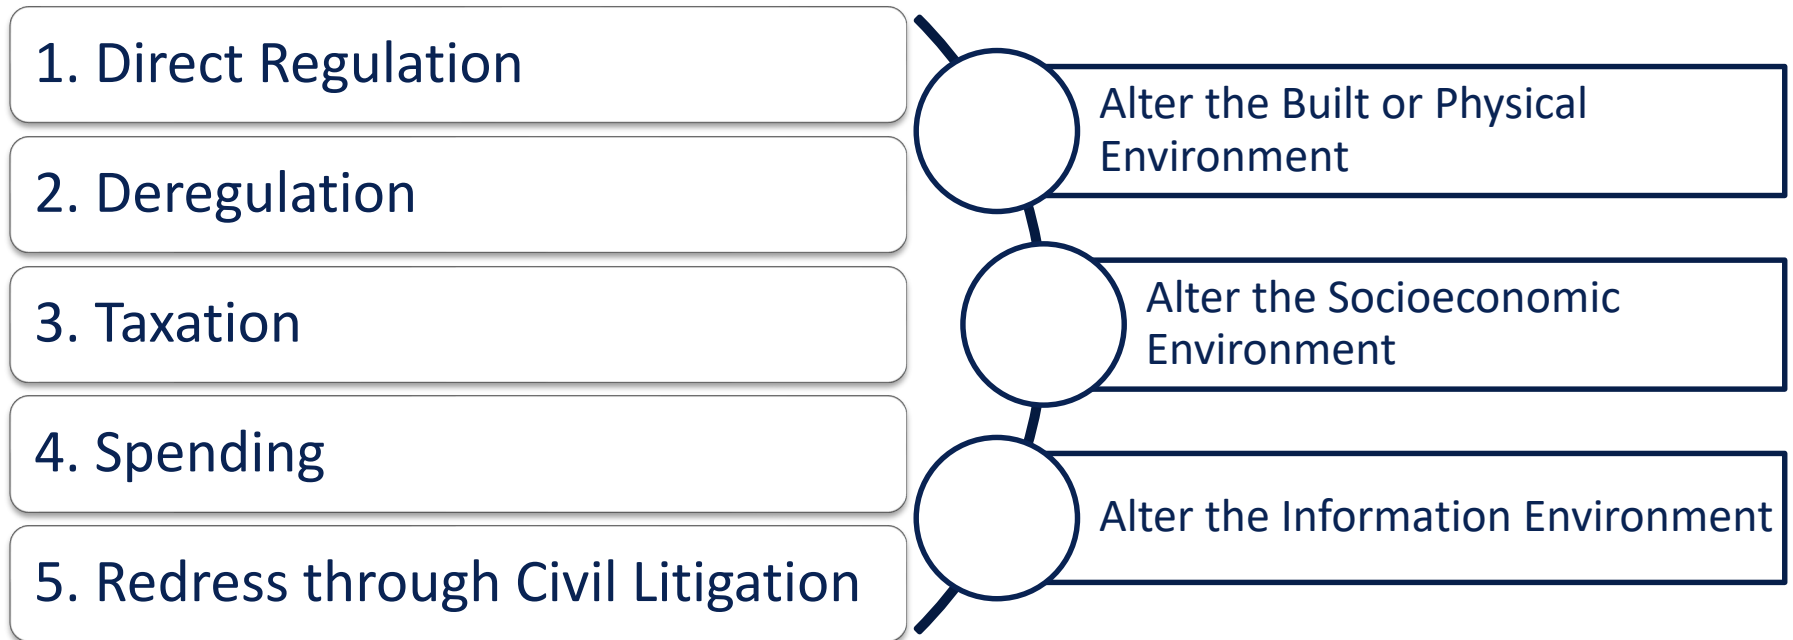 1. Direct Regulation
2. Deregulation
3. Taxation
4. Spending
5. Redress through Civil Litigation
Alter the Built or Physical
Environment
Alter the Socioeconomic
Environment
Alter the Information Environment